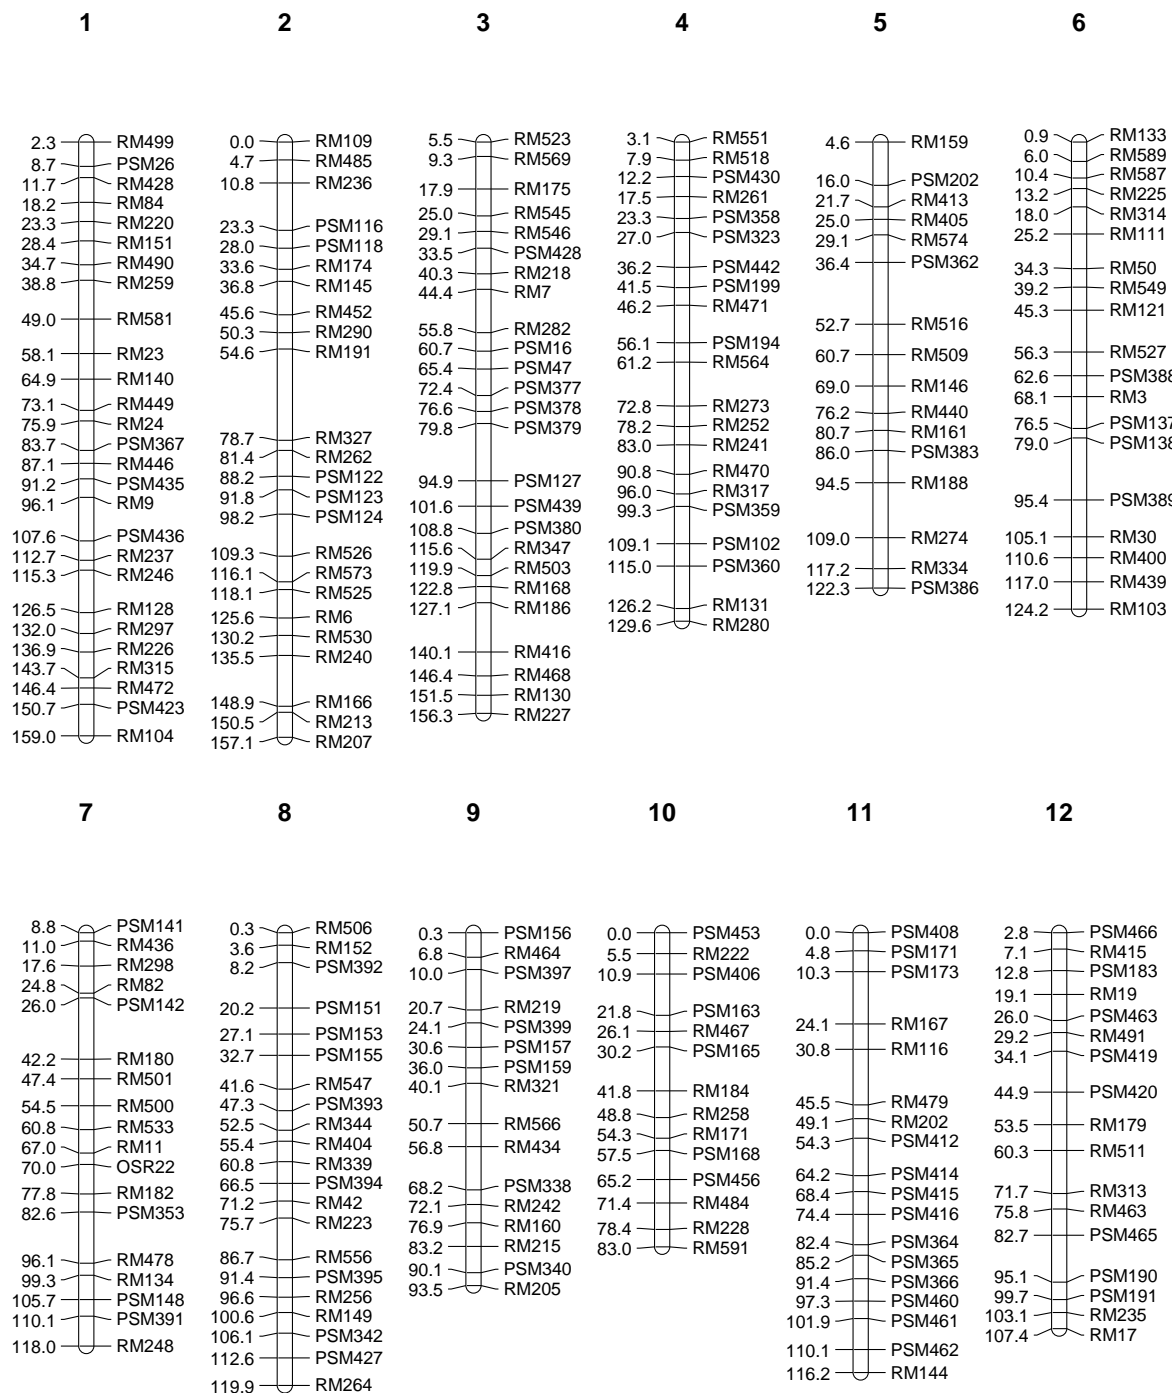 1 2 3 4 5 6
2.3 RM499
8.7 PSM26
11.7 RM428
18.2 RM84
23.3 RM220
28.4 RM151
34.7 RM490
38.8 RM259
49.0 RM581
58.1 RM23
64.9 RM140
73.1 RM449
75.9 RM24
83.7 PSM367
87.1 RM446
91.2 PSM435
96.1 RM9
107.6 PSM436
112.7 RM237
115.3 RM246
126.5 RM128
132.0 RM297
136.9 RM226
143.7 RM315
146.4 RM472
150.7 PSM423
159.0 RM104
0.0 RM109
4.7 RM485
10.8 RM236
23.3 PSM116
28.0 PSM118
33.6 RM174
36.8 RM145
45.6 RM452
50.3 RM290
54.6 RM191
78.7 RM327
81.4 RM262
88.2 PSM122
91.8 PSM123
98.2 PSM124
109.3 RM526
116.1 RM573
118.1 RM525
125.6 RM6
130.2 RM530
135.5 RM240
148.9 RM166
150.5 RM213
157.1 RM207
5.5 RM523
9.3 RM569
17.9 RM175
25.0 RM545
29.1 RM546
33.5 PSM428
40.3 RM218
44.4 RM7
55.8 RM282
60.7 PSM16
65.4 PSM47
72.4 PSM377
76.6 PSM378
79.8 PSM379
94.9 PSM127
101.6 PSM439
108.8 PSM380
115.6 RM347
119.9 RM503
122.8 RM168
127.1 RM186
140.1 RM416
146.4 RM468
151.5 RM130
156.3 RM227
3.1 RM551
7.9 RM518
12.2 PSM430
17.5 RM261
23.3 PSM358
27.0 PSM323
36.2 PSM442
41.5 PSM199
46.2 RM471
56.1 PSM194
61.2 RM564
72.8 RM273
78.2 RM252
83.0 RM241
90.8 RM470
96.0 RM317
99.3 PSM359
109.1 PSM102
115.0 PSM360
126.2 RM131
129.6 RM280
4.6 RM159
16.0 PSM202
21.7 RM413
25.0 RM405
29.1 RM574
36.4 PSM362
52.7 RM516
60.7 RM509
69.0 RM146
76.2 RM440
80.7 RM161
86.0 PSM383
94.5 RM188
109.0 RM274
117.2 RM334
122.3 PSM386
0.9 RM133
6.0 RM589
10.4 RM587
13.2 RM225
18.0 RM314
25.2 RM111
34.3 RM50
39.2 RM549
45.3 RM121
56.3 RM527
62.6 PSM388
68.1 RM3
76.5 PSM137
79.0 PSM138
95.4 PSM389
105.1 RM30
110.6 RM400
117.0 RM439
124.2 RM103
7 8 9 10 11 12
8.8 PSM141
11.0 RM436
17.6 RM298
24.8 RM82
26.0 PSM142
42.2 RM180
47.4 RM501
54.5 RM500
60.8 RM533
67.0 RM11
70.0 OSR22
77.8 RM182
82.6 PSM353
96.1 RM478
99.3 RM134
105.7 PSM148
110.1 PSM391
118.0 RM248
0.3 RM506
3.6 RM152
8.2 PSM392
20.2 PSM151
27.1 PSM153
32.7 PSM155
41.6 RM547
47.3 PSM393
52.5 RM344
55.4 RM404
60.8 RM339
66.5 PSM394
71.2 RM42
75.7 RM223
86.7 RM556
91.4 PSM395
96.6 RM256
100.6 RM149
106.1 PSM342
112.6 PSM427
119.9 RM264
0.3 PSM156
6.8 RM464
10.0 PSM397
20.7 RM219
24.1 PSM399
30.6 PSM157
36.0 PSM159
40.1 RM321
50.7 RM566
56.8 RM434
68.2 PSM338
72.1 RM242
76.9 RM160
83.2 RM215
90.1 PSM340
93.5 RM205
0.0 PSM453
5.5 RM222
10.9 PSM406
21.8 PSM163
26.1 RM467
30.2 PSM165
41.8 RM184
48.8 RM258
54.3 RM171
57.5 PSM168
65.2 PSM456
71.4 RM484
78.4 RM228
83.0 RM591
0.0 PSM408
4.8 PSM171
10.3 PSM173
24.1 RM167
30.8 RM116
45.5 RM479
49.1 RM202
54.3 PSM412
64.2 PSM414
68.4 PSM415
74.4 PSM416
82.4 PSM364
85.2 PSM365
91.4 PSM366
97.3 PSM460
101.9 PSM461
110.1 PSM462
116.2 RM144
2.8 PSM466
7.1 RM415
12.8 PSM183
19.1 RM19
26.0 PSM463
29.2 RM491
34.1 PSM419
44.9 PSM420
53.5 RM179
60.3 RM511
71.7 RM313
75.8 RM463
82.7 PSM465
95.1 PSM190
99.7 PSM191
103.1 RM235
107.4 RM17